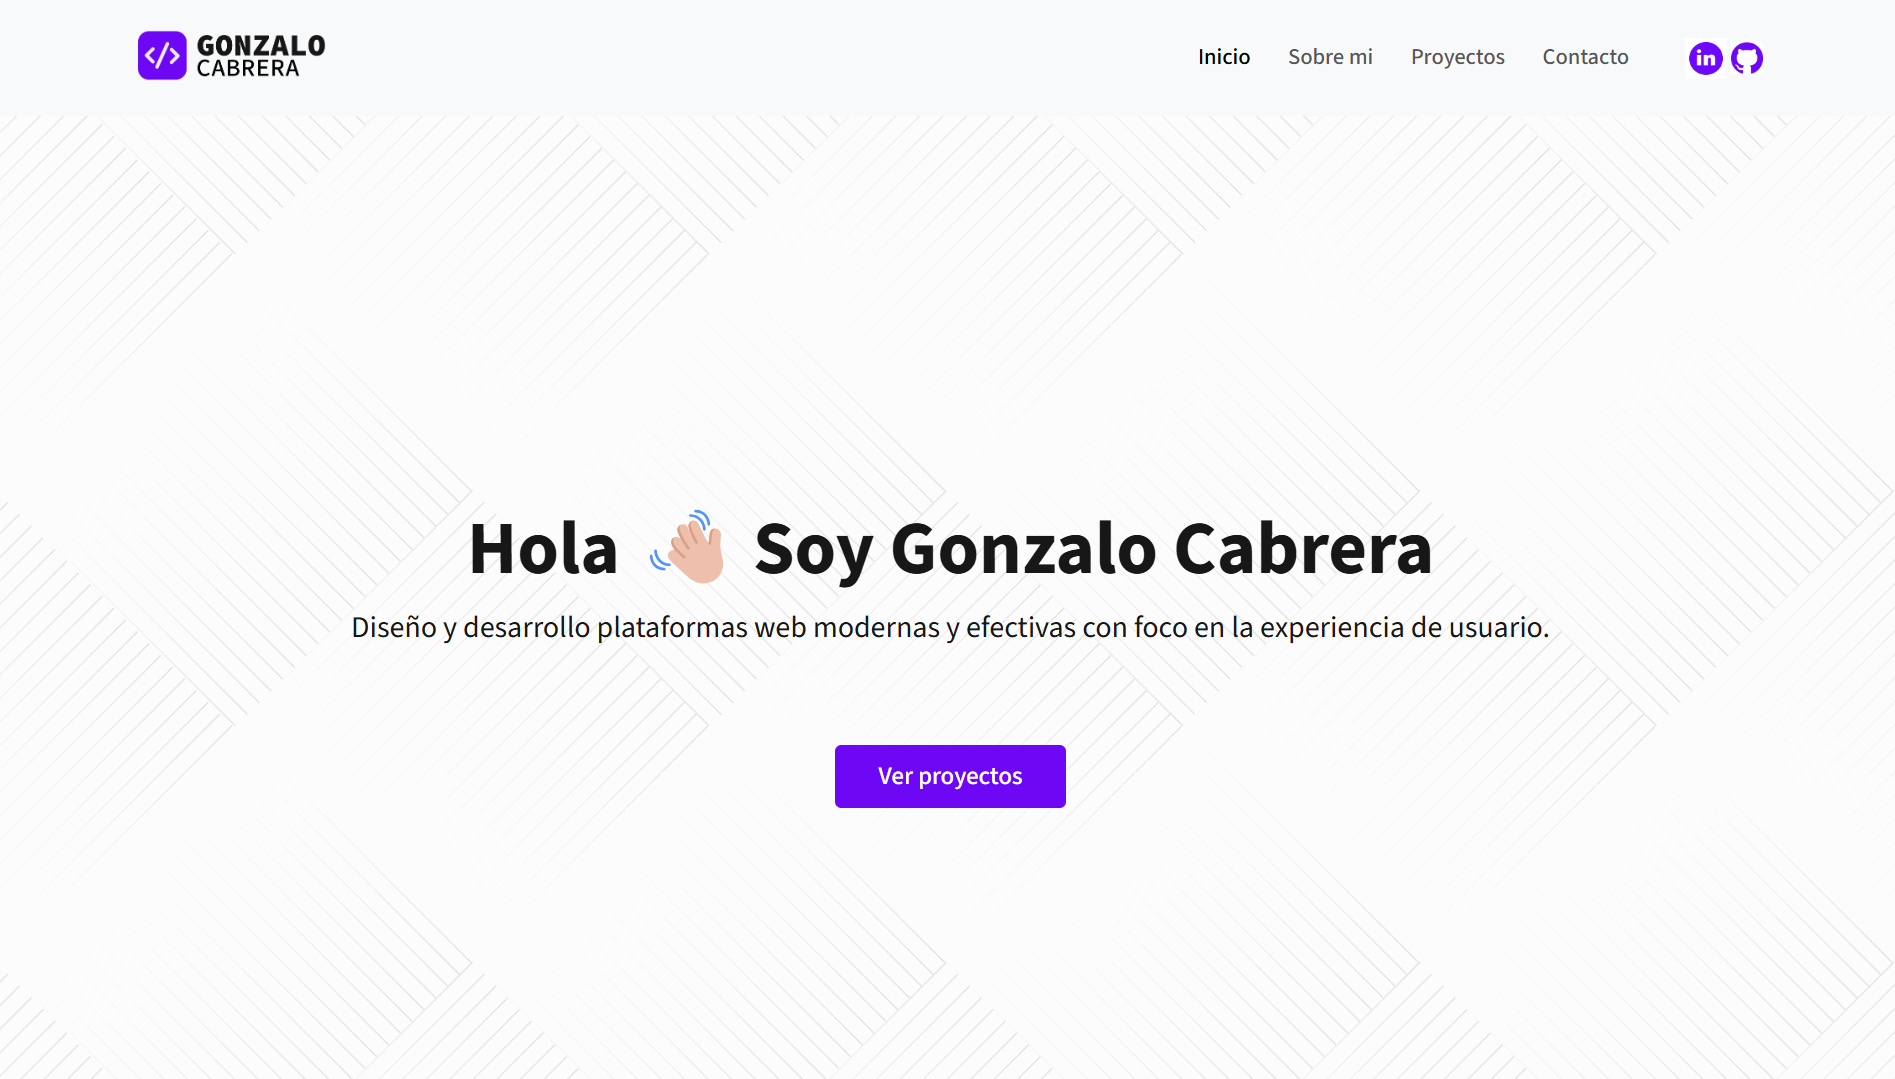 GONZALO
CABRERA
Inicio Sobre mi Proyectos Contacto
Hola 👋 Soy Gonzalo Cabrera
Diseño y desarrollo plataformas web modernas y efectivas con foco en la experiencia de usuario.
Ver proyectos